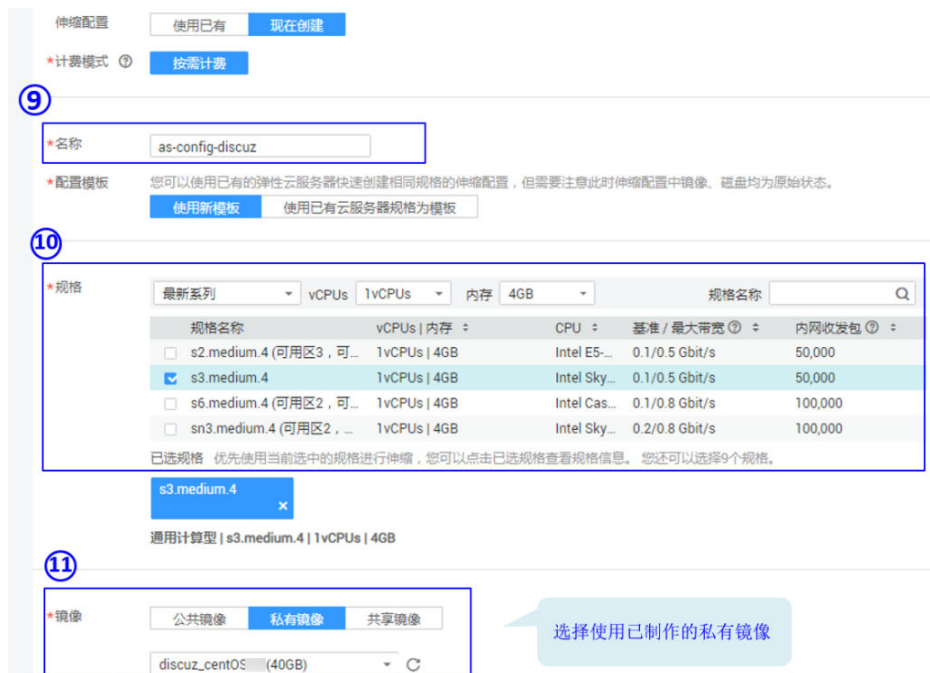 伸缩配置 使用已有 现在创建
*计费模式 ? 按需计费
⑨
*名称 as-config-discuz
*配置模板 您可以使用已有的弹性云服务器快速创建相同规格的伸缩配置，但需要注意此时伸缩配置中镜像、磁盘均为原始状态。
使用新模板 使用已有云服务器规格为模板
⑩
*规格 最新系列 vCPUs 1vCPUs 内存 4GB 规格名称
规格名称 vCPUs | 内存 CPU 基准 / 最大带宽 ? 内网收发包 ?
s2.medium.4 (可用区3，可... 1vCPUs | 4GB Intel E5-... 0.1/0.5 Gbit/s 50,000
s3.medium.4 1vCPUs | 4GB Intel Sky... 0.1/0.5 Gbit/s 50,000
s6.medium.4 (可用区2，可... 1vCPUs | 4GB Intel Cas... 0.1/0.8 Gbit/s 100,000
sn3.medium.4 (可用区2，... 1vCPUs | 4GB Intel Sky... 0.2/0.8 Gbit/s 100,000
已选规格 优先使用当前选中的规格进行伸缩，您可以点击已选规格查看规格信息。 您还可以选择9个规格。
s3.medium.4
×
通用计算型 | s3.medium.4 | 1vCPUs | 4GB
⑪
*镜像 公共镜像 私有镜像 共享镜像
选择使用已制作的私有镜像
discuz_centOS (40GB)